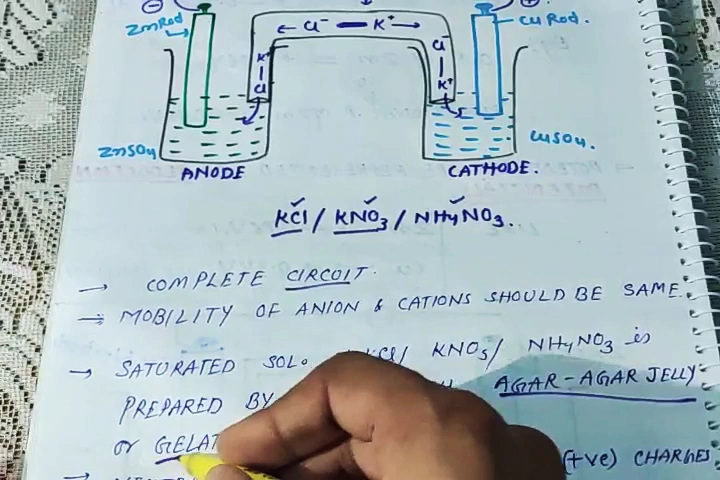 Zn Rod
← Cl⁻ — K⁺ →
Cu Rod.
K⁺
Cl⁻
Cl⁻
K⁺
ZnSO4
CuSO4.
ANODE
CATHODE.
KCl / KNO3 / NH4NO3.
→ COMPLETE CIRCUIT.
→ MOBILITY OF ANION & CATIONS SHOULD BE SAME.
→ SATURATED SOL KCl/ KNO3/ NH4NO3 is
PREPARED BY AGAR-AGAR JELLY
or GELAT
(+ve) CHARGES